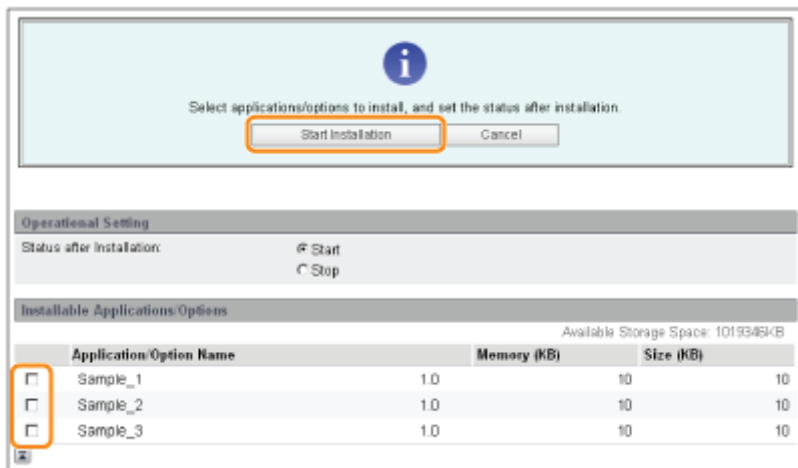 Select applications/options to install, and set the status after installation.
Start Installation Cancel
Operational Setting
Status after Installation: Start
Stop
Installable Applications/Options
Available Storage Space: 1019346KB
Application/Option Name Memory (KB) Size (KB)
Sample_1 1.0 10 10
Sample_2 1.0 10 10
Sample_3 1.0 10 10